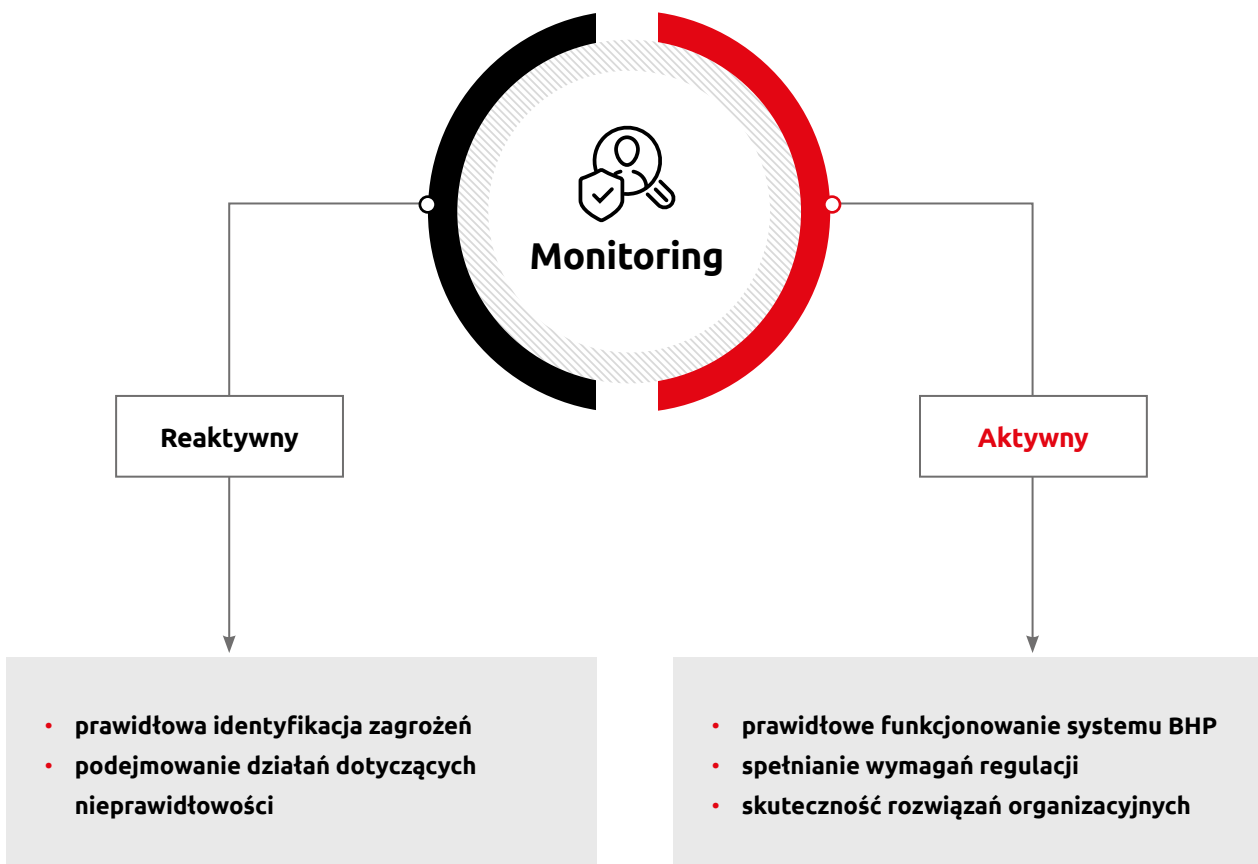 Monitoring
Reaktywny
Aktywny
• prawidłowa identyfikacja zagrożeń
• podejmowanie działań dotyczących
nieprawidłowości
• prawidłowe funkcjonowanie systemu BHP
• spełnianie wymagań regulacji
• skuteczność rozwiązań organizacyjnych